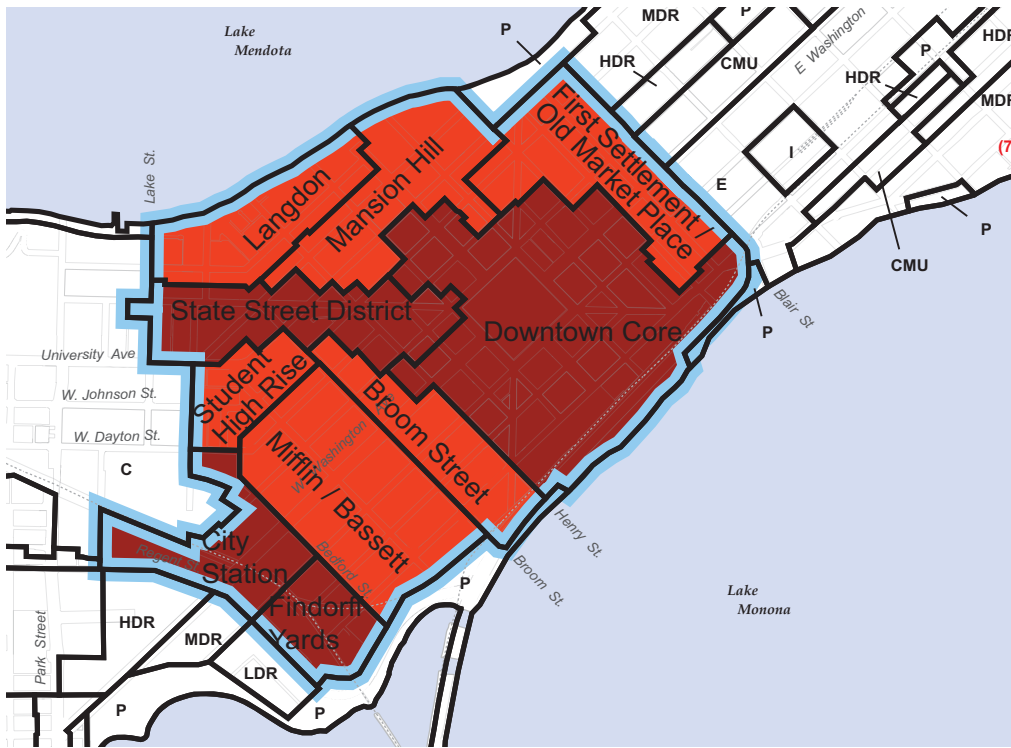 Lake
Mendota
P
MDR
P
HDR
CMU
E Washington
P
HDR
HDR
MDR
(7
I
E
P
CMU
P
Blair St.
First Settlement /
Old Market Place
Mansion Hill
Langdon
Lake St.
State Street District
Downtown Core
University Ave
W. Johnson St.
W. Dayton St.
C
Student
High Rise
Broom Street
W. Washington
Mifflin / Bassett
Bedford St.
City
Station
Regent St.
Findorff
Yards
Henry St.
Broom St.
P
Lake
Monona
Park Street
HDR
MDR
LDR
P
P